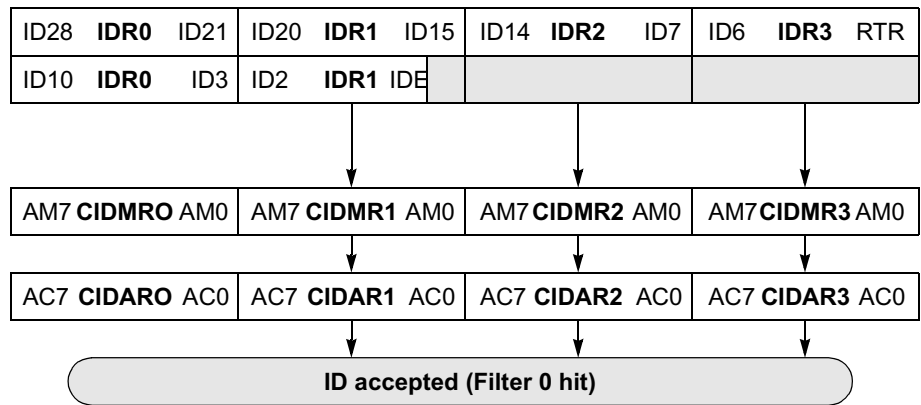 ID28 IDR0 ID21 ID20 IDR1 ID15 ID14 IDR2 ID7 ID6 IDR3 RTR
ID10 IDR0 ID3 ID2 IDR1 IDE
AM7 CIDMRO AM0 AM7 CIDMR1 AM0 AM7 CIDMR2 AM0 AM7 CIDMR3 AM0
AC7 CIDARO AC0 AC7 CIDAR1 AC0 AC7 CIDAR2 AC0 AC7 CIDAR3 AC0
ID accepted (Filter 0 hit)